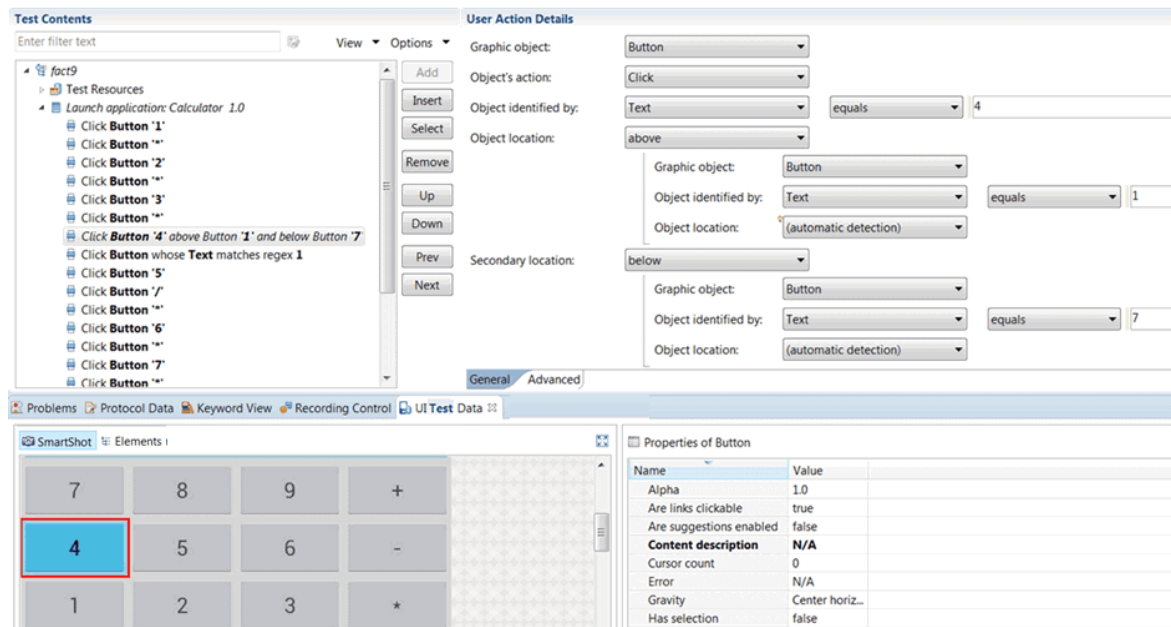 Test Contents
Enter filter text
View Options
fact9
Test Resources
Launch application: Calculator 1.0
Click Button '1'
Click Button '*'
Click Button '2'
Click Button '*'
Click Button '3'
Click Button '*'
Click Button '4' above Button '1' and below Button '7'
Click Button whose Text matches regex 1
Click Button '5'
Click Button '/'
Click Button '*'
Click Button '6'
Click Button '*'
Click Button '7'
Click Button '*'
Add
Insert
Select
Remove
Up
Down
Prev
Next
User Action Details
Graphic object: Button
Object's action: Click
Object identified by: Text equals 4
Object location: above
Graphic object: Button
Object identified by: Text equals 1
Object location: (automatic detection)
Secondary location: below
Graphic object: Button
Object identified by: Text equals 7
Object location: (automatic detection)
General Advanced
Problems Protocol Data Keyword View Recording Control UI Test Data
SmartShot Elements
7 8 9 +
4 5 6 -
1 2 3 *
Properties of Button
Name Value
Alpha 1.0
Are links clickable true
Are suggestions enabled false
Content description N/A
Cursor count 0
Error N/A
Gravity Center horiz...
Has selection false